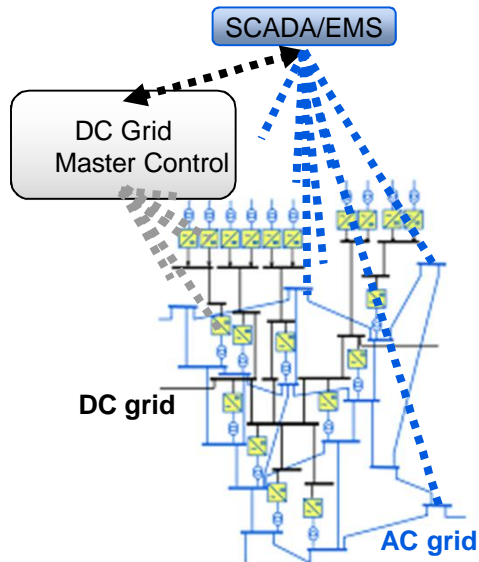 SCADA/EMS
DC Grid
Master Control
DC grid
AC grid